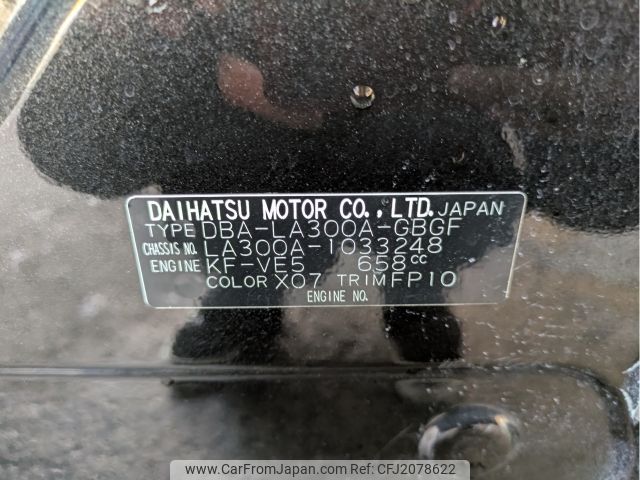 DAIHATSU MOTOR CO., LTD. JAPAN
TYPE DBA-LA300A-GBGF
CHASSIS NO. LA300A-1033248
ENGINE KF-VE5 658cc
COLOR X07 TRIM FP10
ENGINE NO.
www.CarFromJapan.com Ref: CFJ2078622